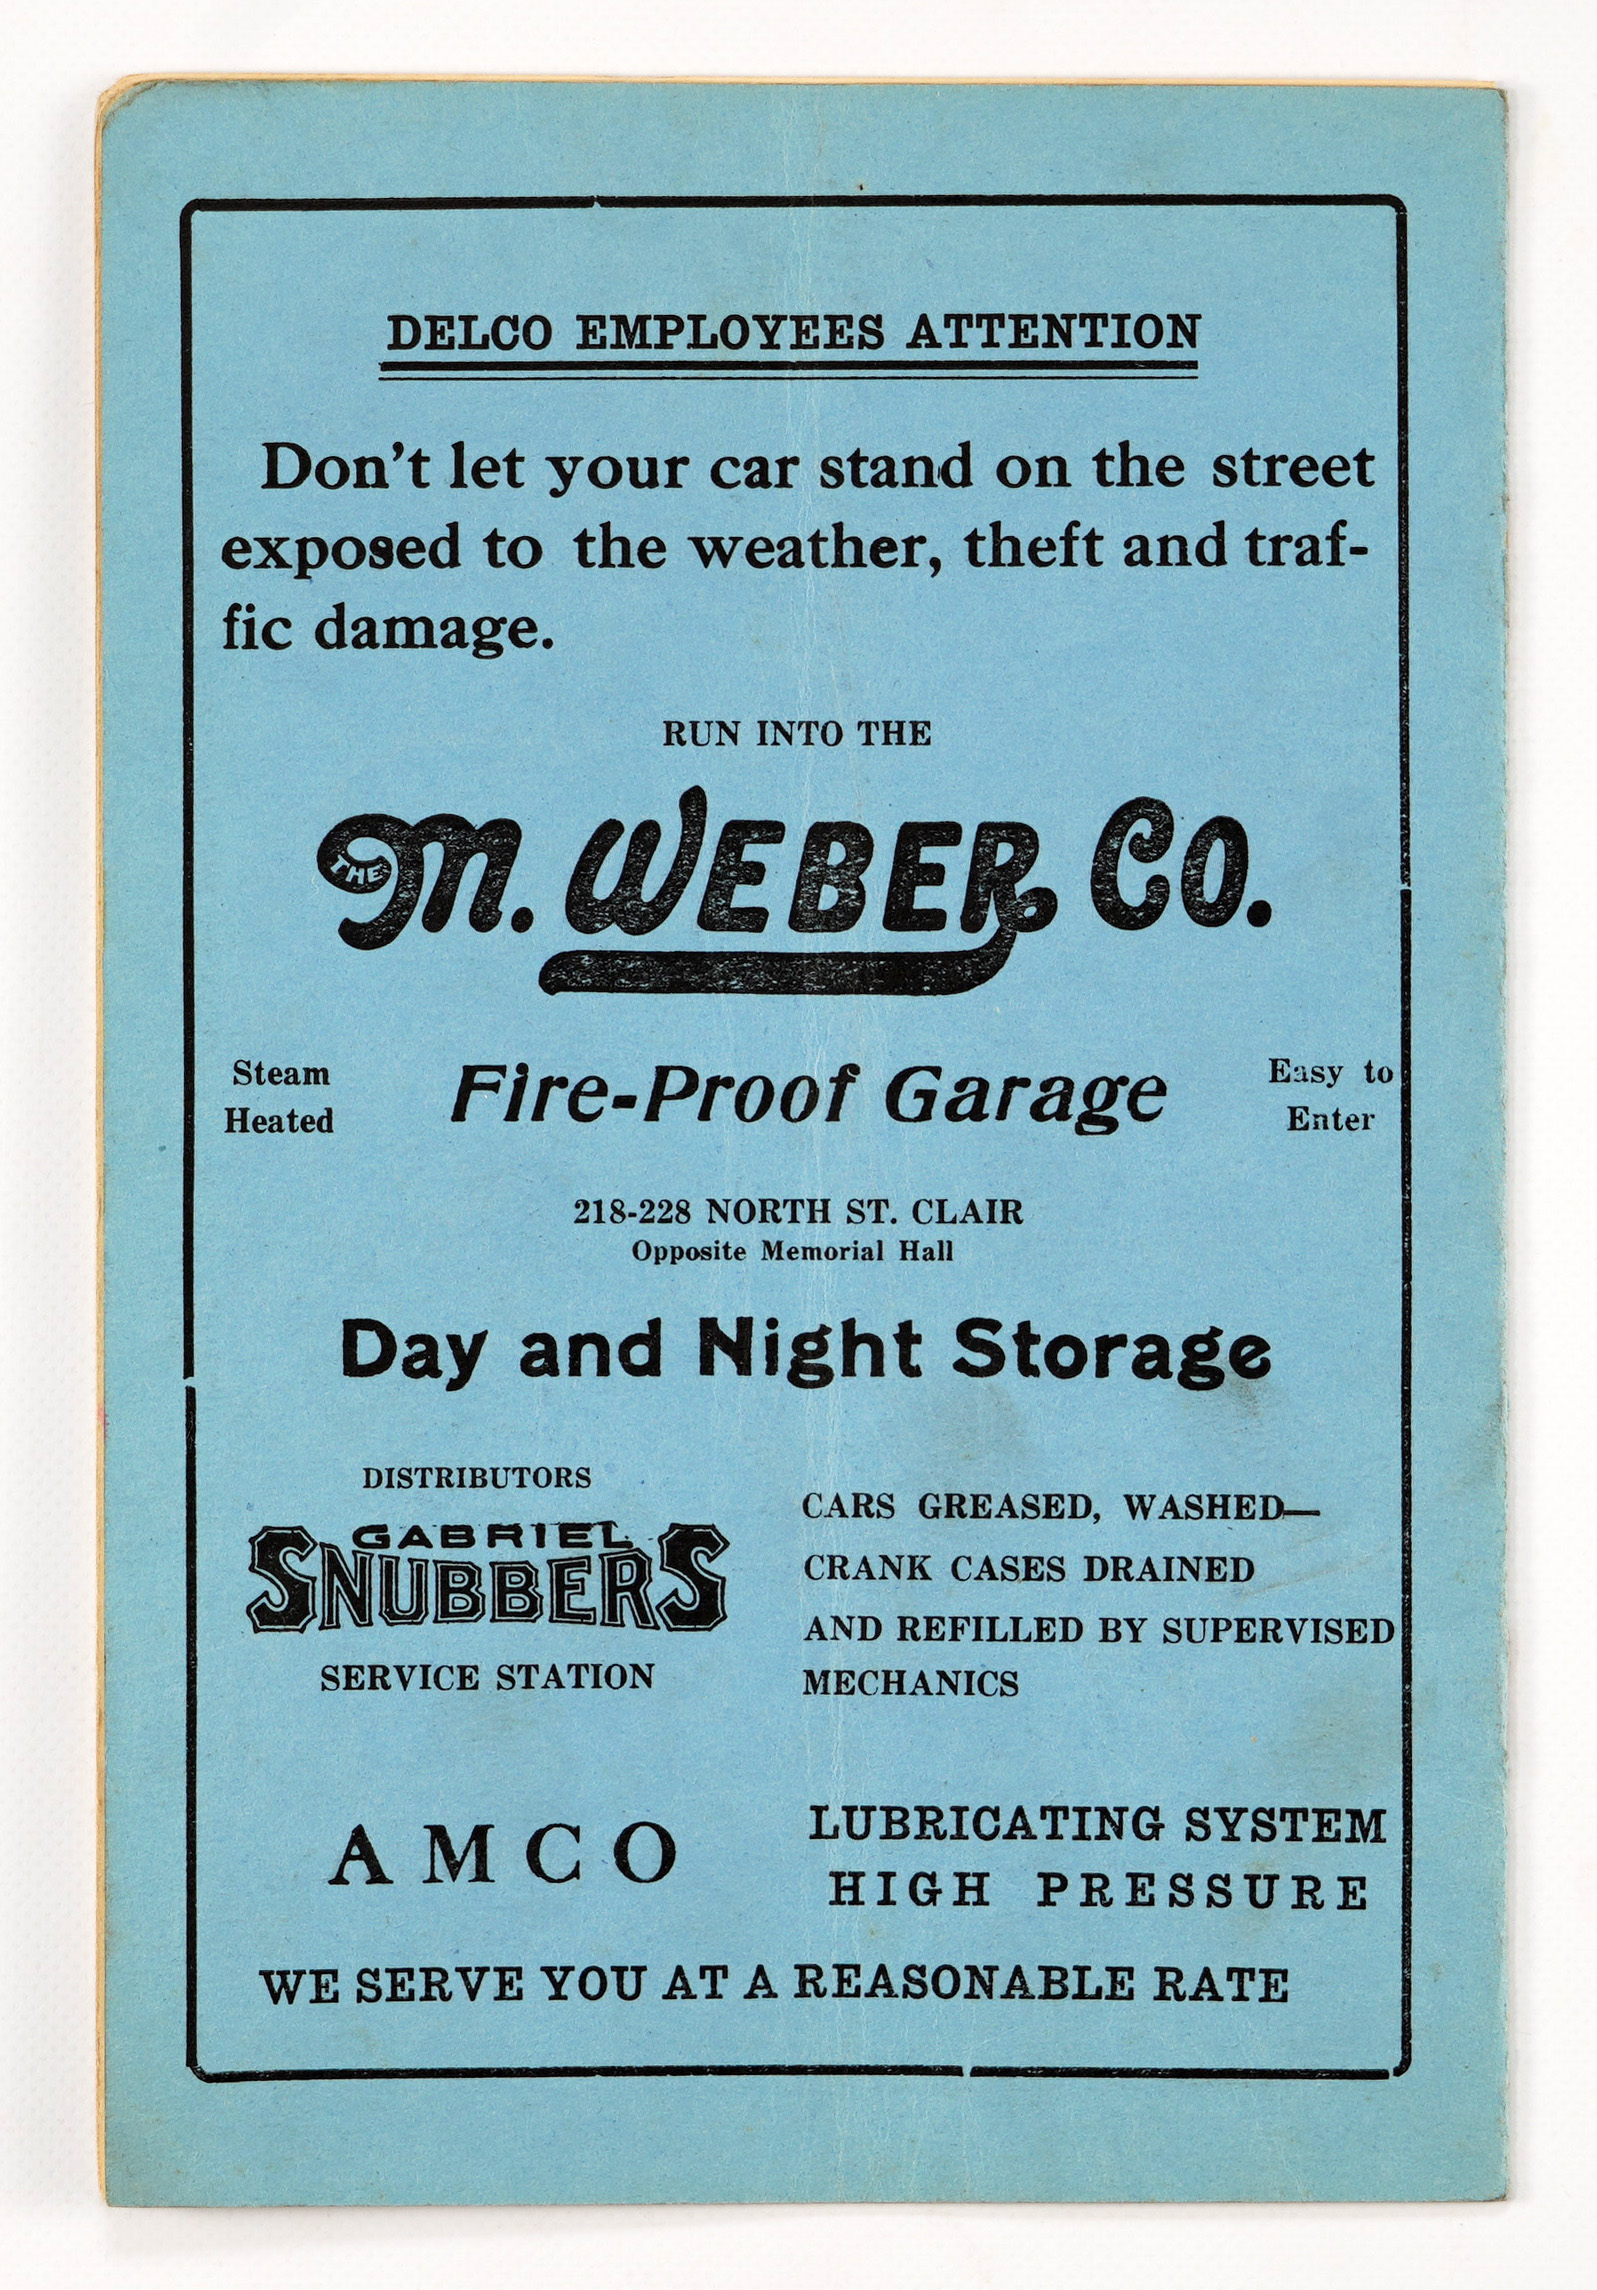 DELCO EMPLOYEES ATTENTION
Don't let your car stand on the street
exposed to the weather, theft and traf-
fic damage.
RUN INTO THE
THE M. WEBER CO.
Steam
Heated
Fire-Proof Garage
Easy to
Enter
218-228 NORTH ST. CLAIR
Opposite Memorial Hall
Day and Night Storage
DISTRIBUTORS
GABRIEL
SNUBBERS
SERVICE STATION
CARS GREASED, WASHED—
CRANK CASES DRAINED
AND REFILLED BY SUPERVISED
MECHANICS
AMCO
LUBRICATING SYSTEM
HIGH PRESSURE
WE SERVE YOU AT A REASONABLE RATE